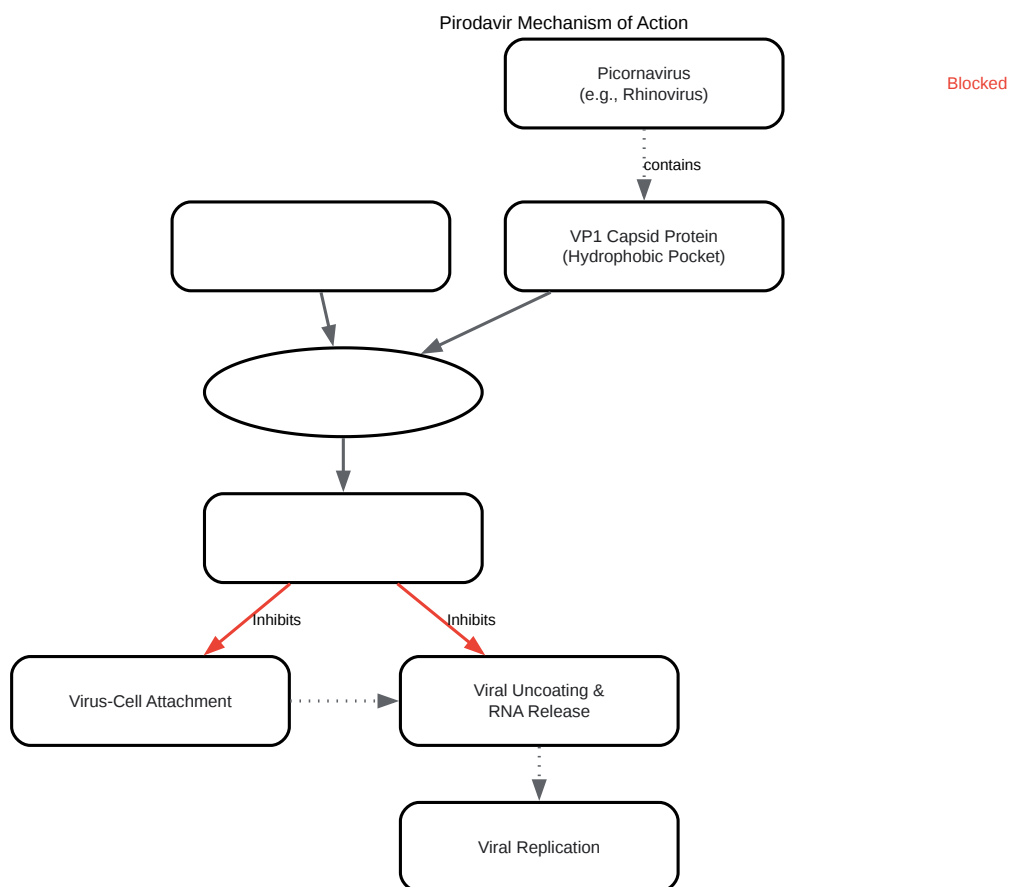 Pirodavir Mechanism of Action
Picornavirus
(e.g., Rhinovirus)
Blocked
contains
VP1 Capsid Protein
(Hydrophobic Pocket)
Inhibits
Inhibits
Virus-Cell Attachment
Viral Uncoating &
RNA Release
Viral Replication